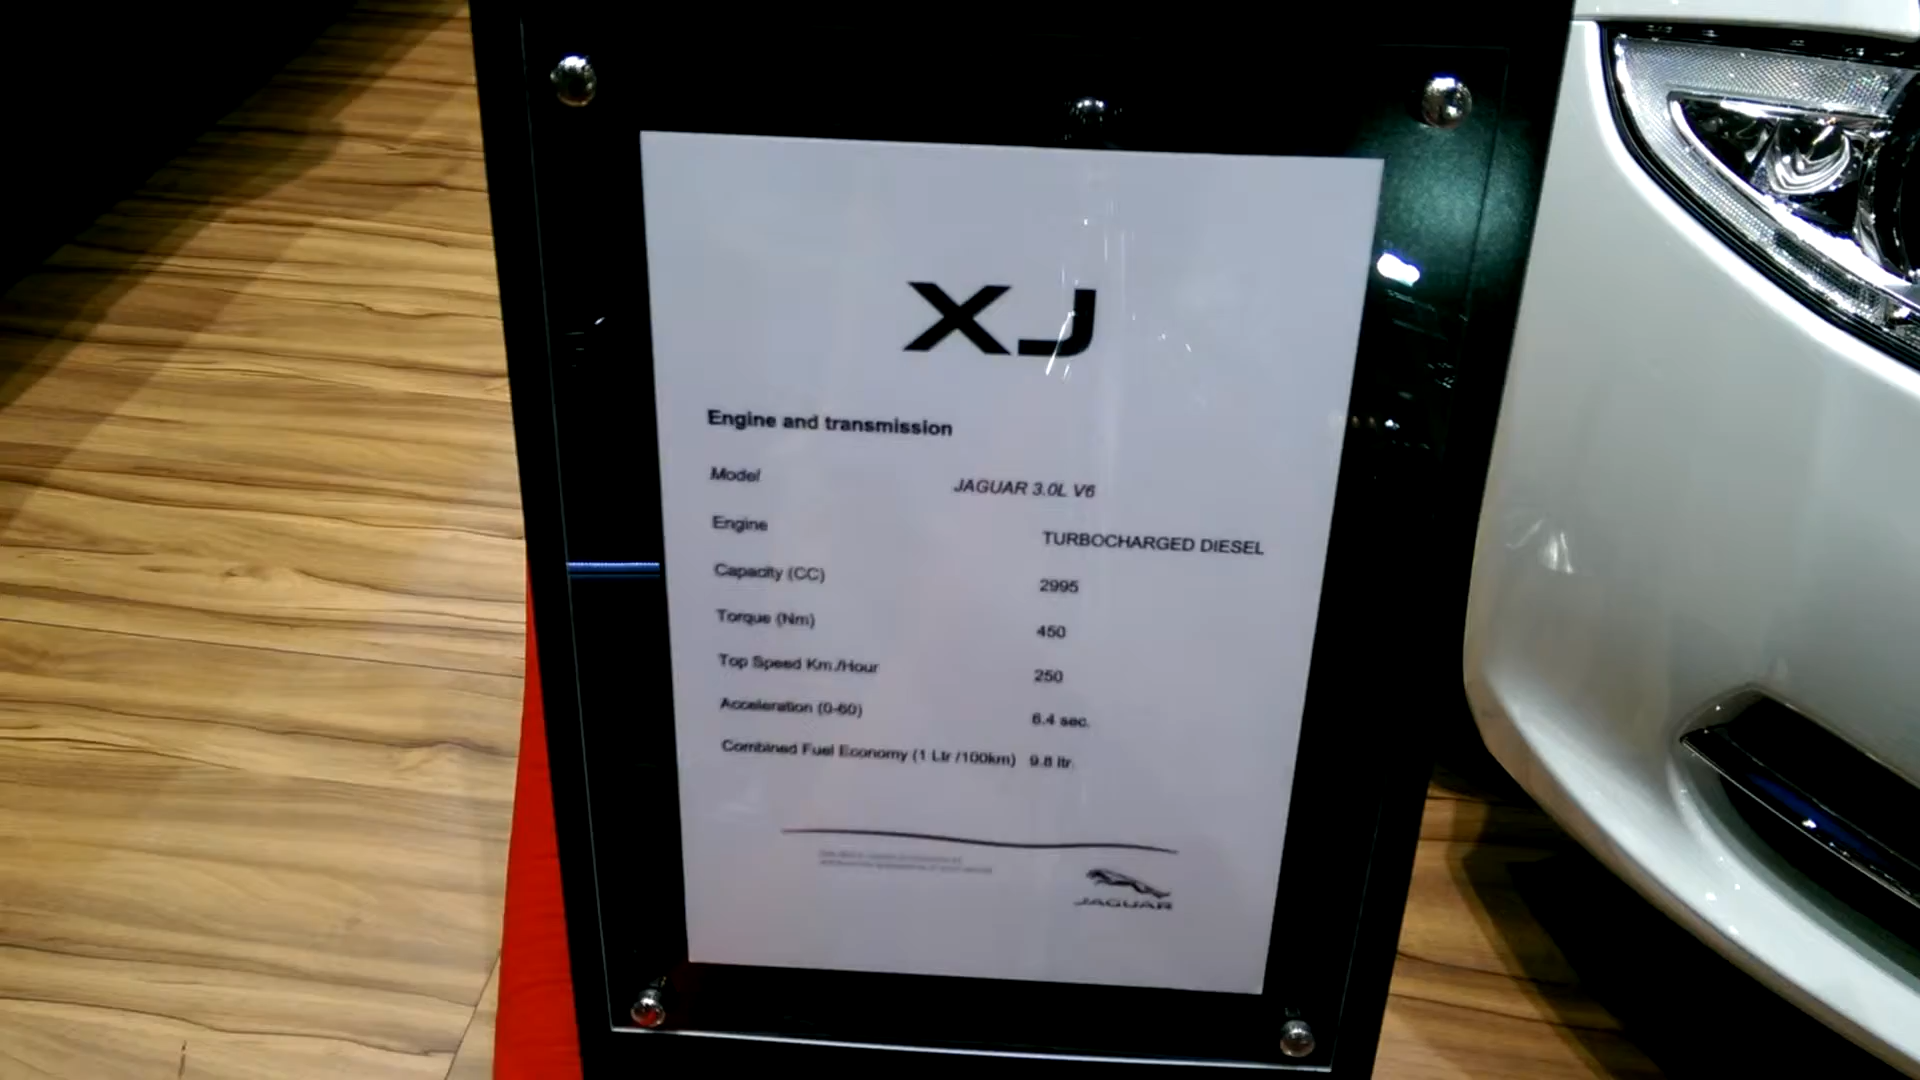 XJ
Engine and transmission
Model JAGUAR 3.0L V6
Engine TURBOCHARGED DIESEL
Capacity (CC) 2995
Torque (Nm) 450
Top Speed Km./Hour 250
Acceleration (0-60) 6.4 sec.
Combined Fuel Economy (1 Ltr /100km) 9.8 ltr.
JAGUAR